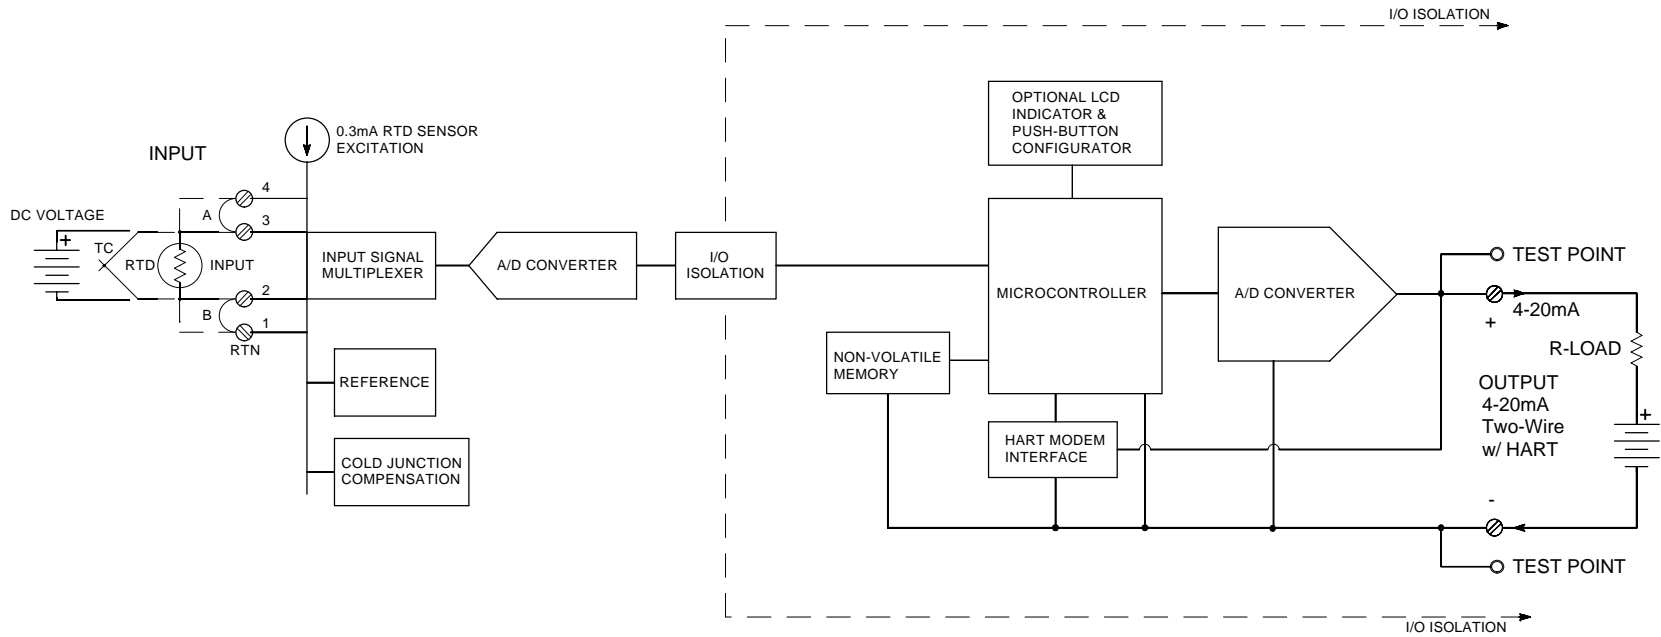 I/O ISOLATION
OPTIONAL LCD
INDICATOR &
PUSH-BUTTON
CONFIGURATOR
0.3mA RTD SENSOR
EXCITATION
INPUT
4
A
3
DC VOLTAGE
+
TC
RTD
INPUT
2
B
1
RTN
INPUT SIGNAL
MULTIPLEXER
A/D CONVERTER
I/O
ISOLATION
MICROCONTROLLER
A/D CONVERTER
TEST POINT
4-20mA
+
R-LOAD
NON-VOLATILE
MEMORY
REFERENCE
OUTPUT
4-20mA
Two-Wire
w/ HART
+
HART MODEM
INTERFACE
COLD JUNCTION
COMPENSATION
-
TEST POINT
I/O ISOLATION